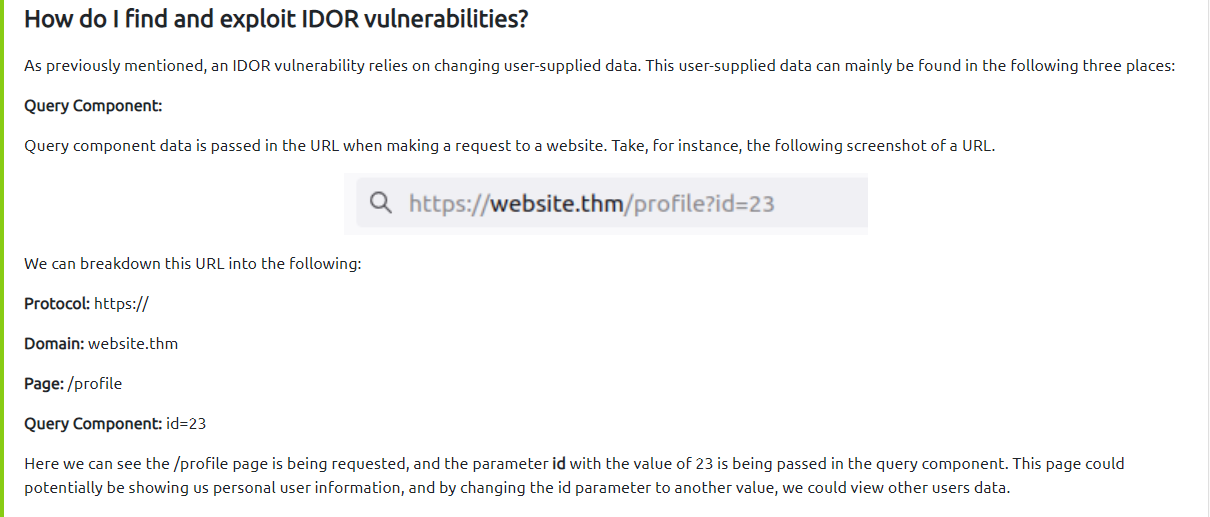 How do I find and exploit IDOR vulnerabilities?
As previously mentioned, an IDOR vulnerability relies on changing user-supplied data. This user-supplied data can mainly be found in the following three places:
Query Component:
Query component data is passed in the URL when making a request to a website. Take, for instance, the following screenshot of a URL.
https://website.thm/profile?id=23
We can breakdown this URL into the following:
Protocol: https://
Domain: website.thm
Page: /profile
Query Component: id=23
Here we can see the /profile page is being requested, and the parameter id with the value of 23 is being passed in the query component. This page could
potentially be showing us personal user information, and by changing the id parameter to another value, we could view other users data.